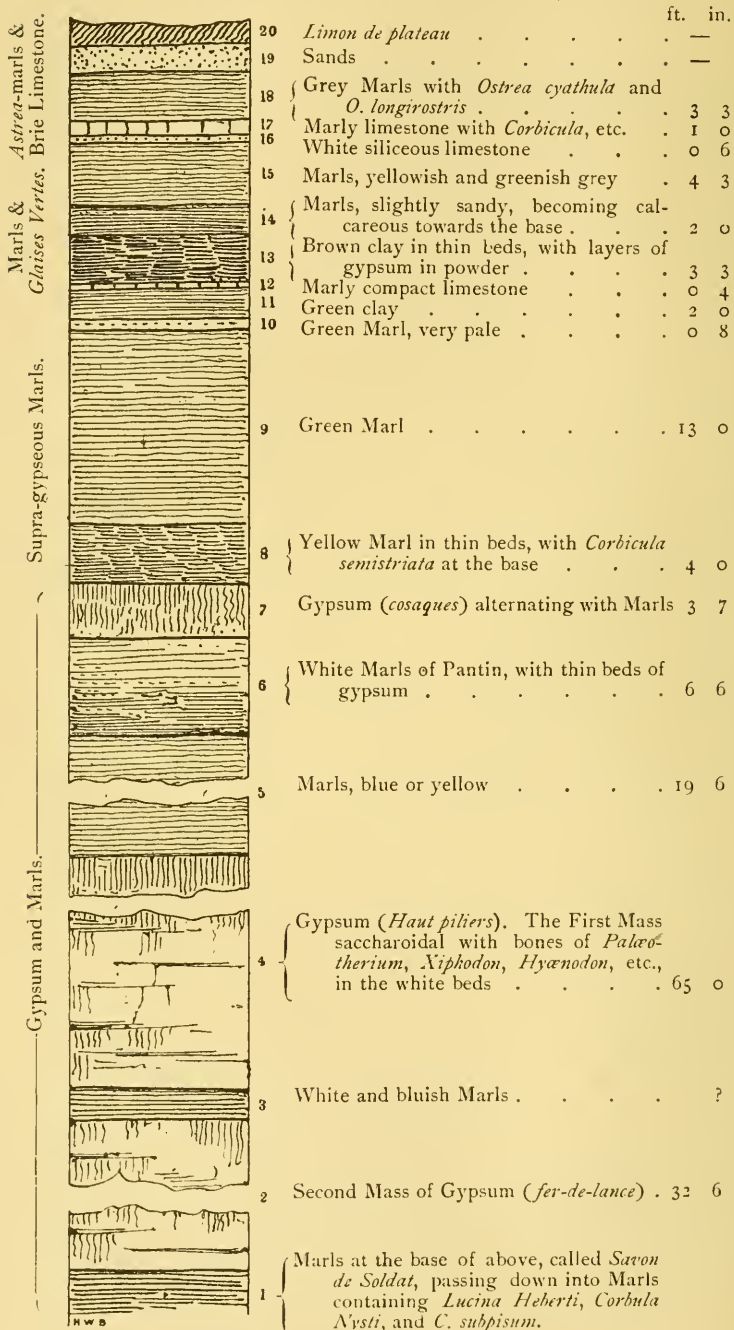 ft. in.
20 Limon de plateau . . . . . —
19 Sands . . . . . . —
18 { Grey Marls with Ostrea cyathula and
O. longirostris . . . . . 3 3
17 Marly limestone with Corbicula, etc. . 1 0
16 White siliceous limestone . . . 0 6
15 Marls, yellowish and greenish grey . 4 3
14 { Marls, slightly sandy, becoming cal-
careous towards the base . . . 2 0
13 { Brown clay in thin beds, with layers of
gypsum in powder . . . . 3 3
12 Marly compact limestone . . . 0 4
11 Green clay . . . . . . 2 0
10 Green Marl, very pale . . . . 0 8
9 Green Marl . . . . . . 13 0
8 { Yellow Marl in thin beds, with Corbicula
semistriata at the base . . . 4 0
7 Gypsum (cosaques) alternating with Marls 3 7
6 { White Marls of Pantin, with thin beds of
gypsum . . . . . . 6 6
5 Marls, blue or yellow . . . . 19 6
4 { Gypsum (Haut piliers). The First Mass
saccharoidal with bones of Palæo-
therium, Xiphodon, Hyænodon, etc.,
in the white beds . . . . 65 0
3 White and bluish Marls . . . . ?
2 Second Mass of Gypsum (fer-de-lance) . 32 6
1 { Marls at the base of above, called Savon
de Soldat, passing down into Marls
containing Lucina Heberti, Corbula
Nysti, and C. subpisum.
Marls & Astrea-marls &
Glaises Vertes. Brie Limestone.
Supra-gypseous Marls.
Gypsum and Marls.
H W B